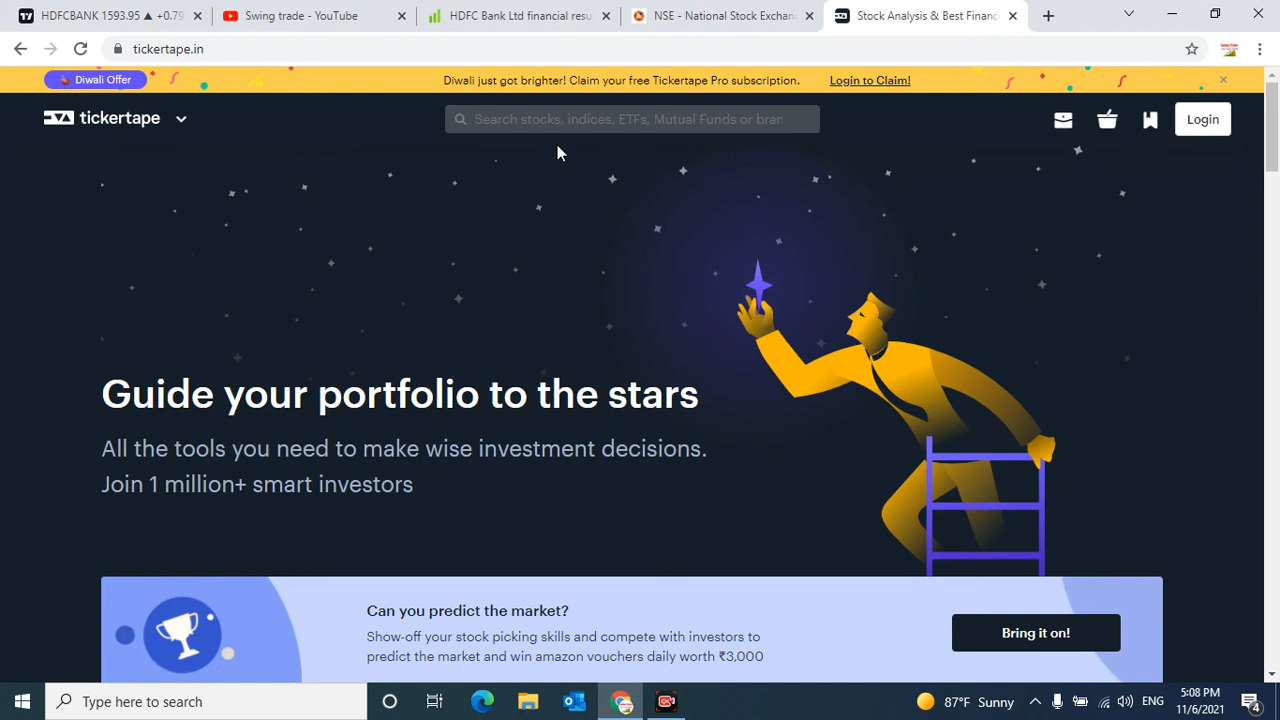 HDFCBANK 1593.95 ▲ +0.79
Swing trade - YouTube
HDFC Bank Ltd financial resu
NSE - National Stock Exchan
Stock Analysis & Best Financ
tickertape.in
Diwali Offer
Diwali just got brighter! Claim your free Tickertape Pro subscription.
Login to Claim!
tickertape
Search stocks, indices, ETFs, Mutual Funds or bran
Login
Guide your portfolio to the stars
All the tools you need to make wise investment decisions.
Join 1 million+ smart investors
Can you predict the market?
Show-off your stock picking skills and compete with investors to
predict the market and win amazon vouchers daily worth ₹3,000
Bring it on!
Type here to search
87°F Sunny
ENG
5:08 PM
11/6/2021
4